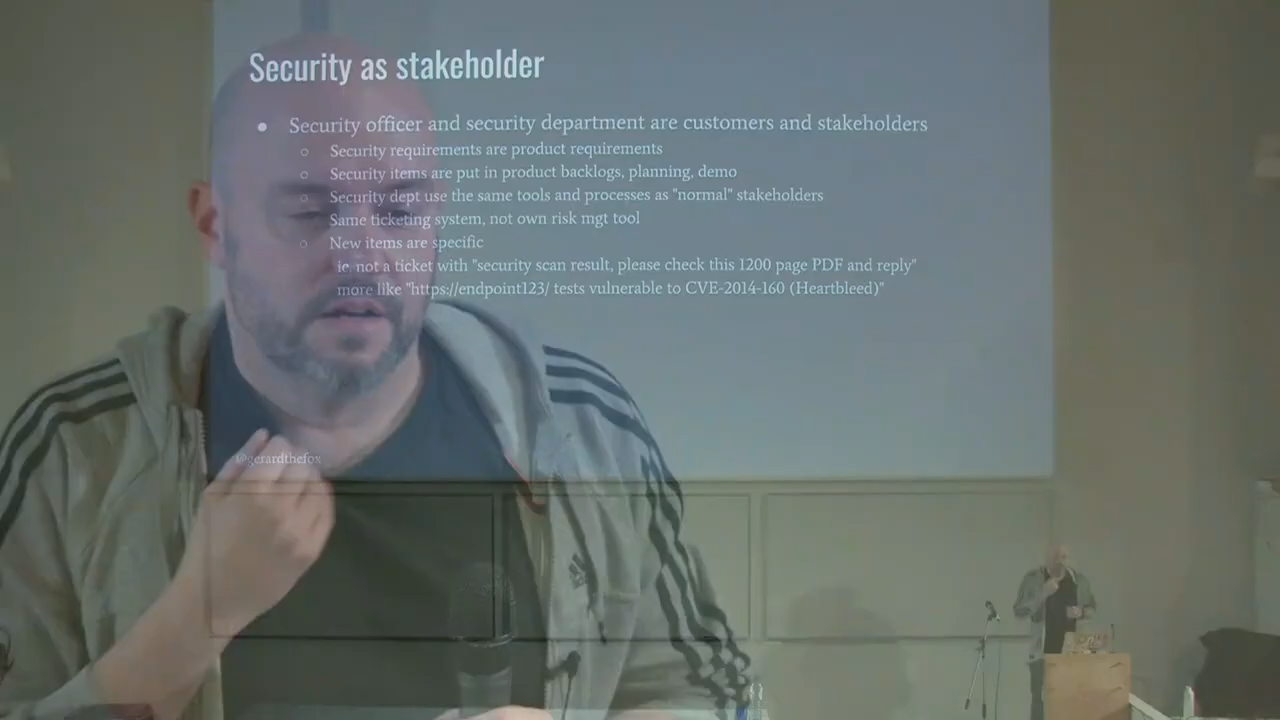 Security as stakeholder
Security officer and security department are customers and stakeholders
Security requirements are product requirements
Security items are put in product backlogs, planning, demo
Security dept use the same tools and processes as "normal" stakeholders
Same ticketing system, not own risk mgt tool
New items are specific
ie. not a ticket with "security scan result, please check this 1200 page PDF and reply"
more like "https://endpoint123/ tests vulnerable to CVE-2014-160 (Heartbleed)"
@gerardthefox